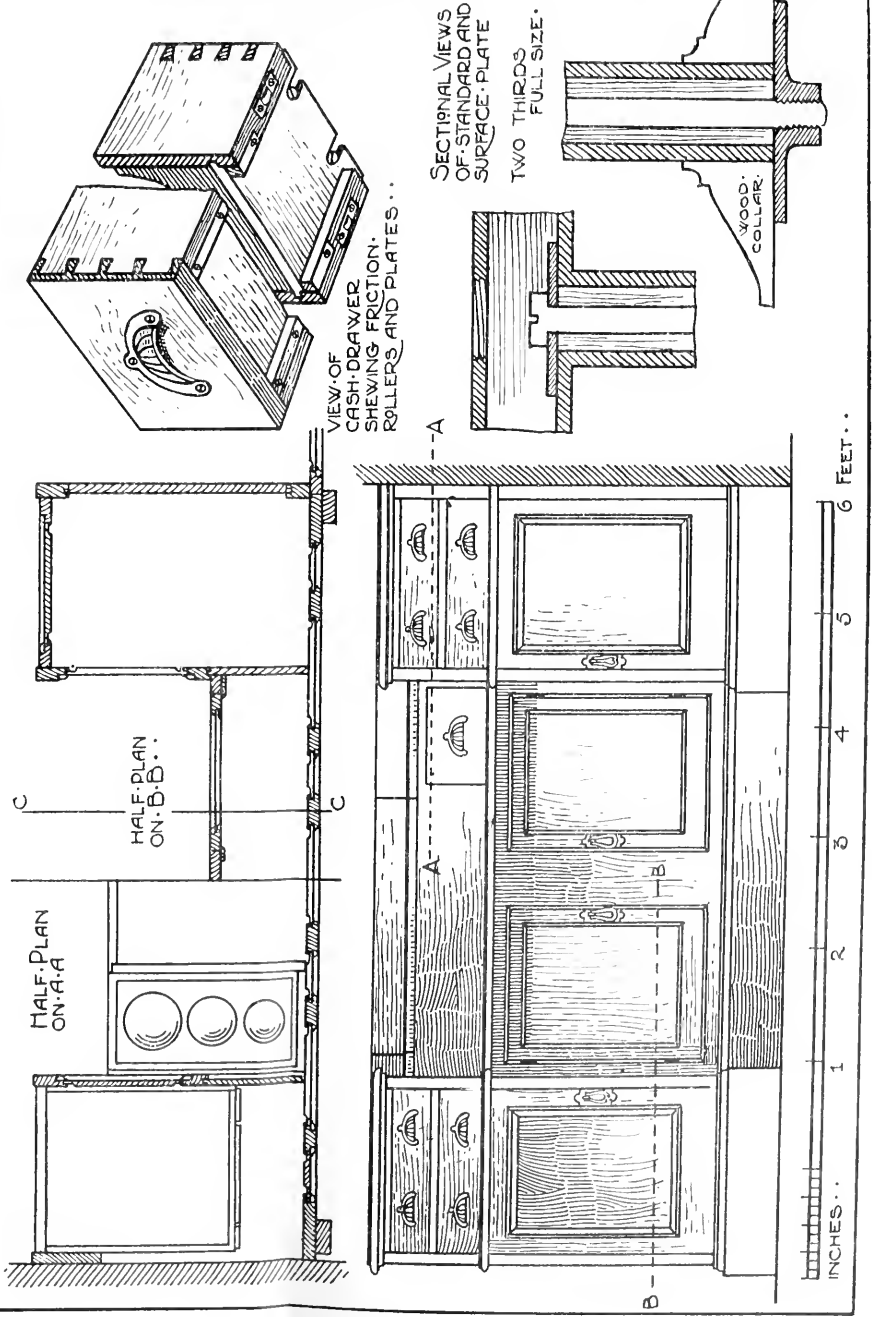 HALF·PLAN
ON·A·A
HALF·PLAN
ON·B·B··
C
C
VIEW·OF
CASH·DRAWER
SHEWING FRICTION·
ROLLERS AND PLATES··
SECTIONAL VIEWS
OF·STANDARD AND
SURFACE·PLATE
TWO THIRDS
FULL SIZE·
WOOD·
COLLAR·
A
A
B
B
INCHES··
1
2
3
4
5
6 FEET··